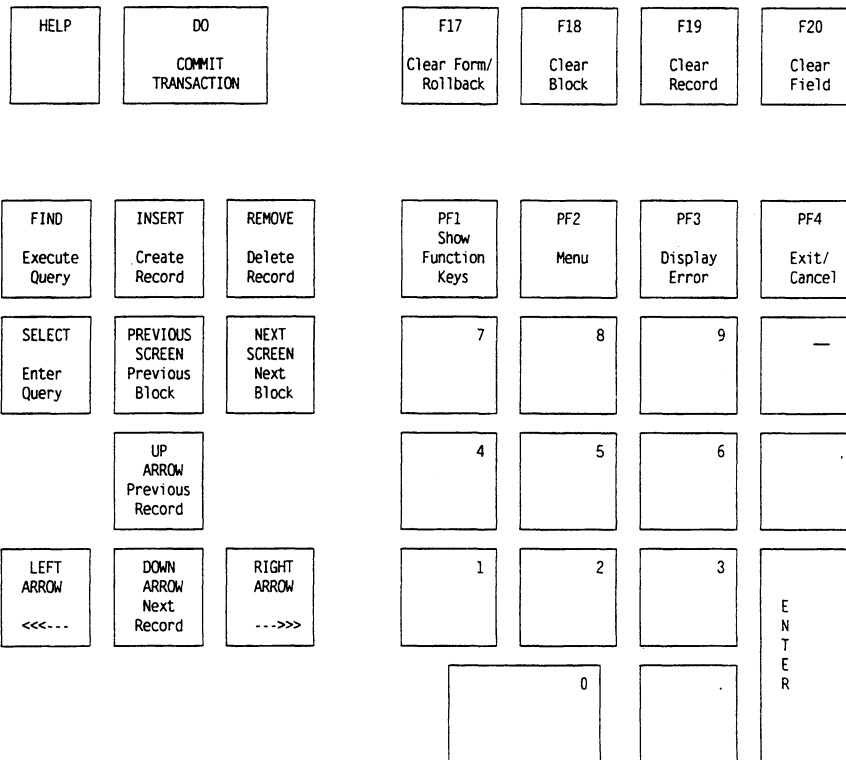 HELP
DO
COMMIT
TRANSACTION
F17
Clear Form/
Rollback
F18
Clear
Block
F19
Clear
Record
F20
Clear
Field
FIND
Execute
Query
INSERT
Create
Record
REMOVE
Delete
Record
PF1
Show
Function
Keys
PF2
Menu
PF3
Display
Error
PF4
Exit/
Cancel
SELECT
Enter
Query
PREVIOUS
SCREEN
Previous
Block
NEXT
SCREEN
Next
Block
7
8
9
—
UP
ARROW
Previous
Record
4
5
6
.
LEFT
ARROW
<<<---
DOWN
ARROW
Next
Record
RIGHT
ARROW
--->>>
1
2
3
E
N
T
E
R
0
.